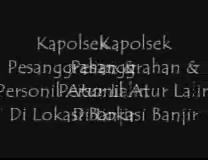 Kapolsek Kapolsek
Pesanggrahan &
Personil Atur Lalin
Di Lokasi Banjir